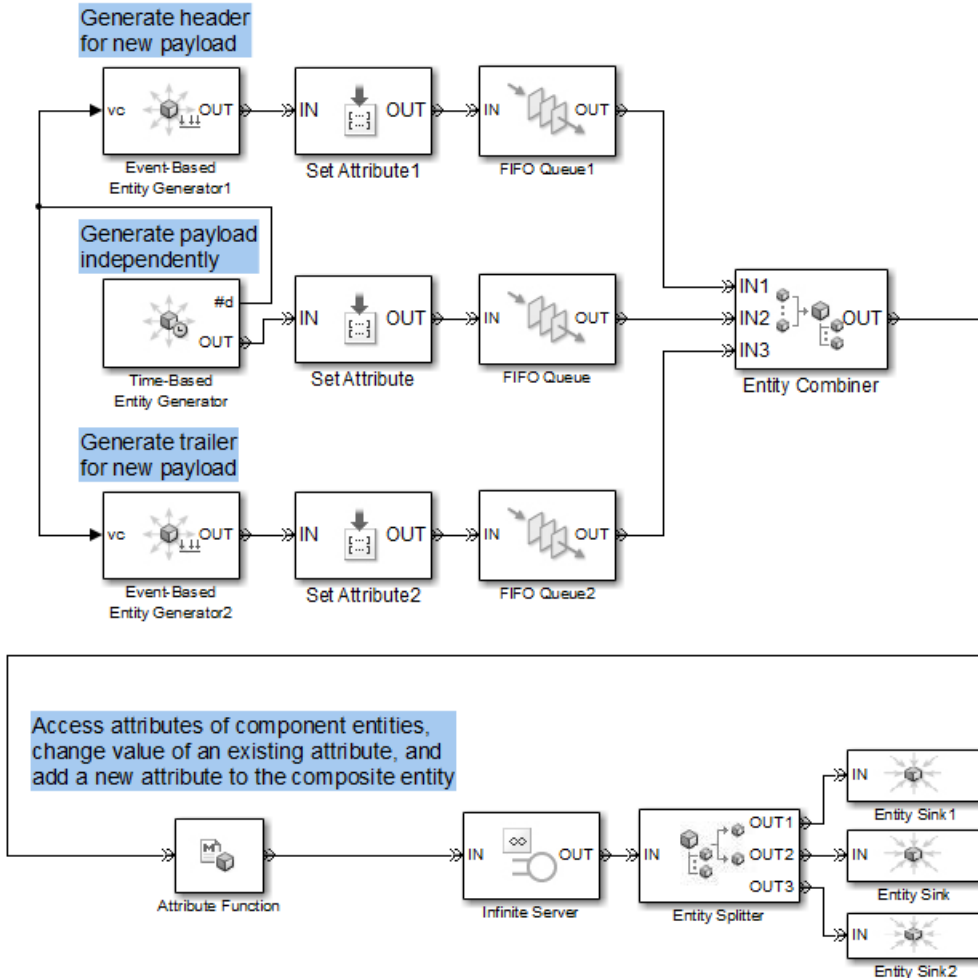 Generate header
for new payload
vc
OUT
IN
[...]
OUT
IN
OUT
Event-Based
Entity Generator1
Set Attribute1
FIFO Queue1
Generate payload
independently
#d
OUT
IN
[...]
OUT
IN
OUT
IN1
IN2
IN3
OUT
Time-Based
Entity Generator
Set Attribute
FIFO Queue
Entity Combiner
Generate trailer
for new payload
vc
OUT
IN
[...]
OUT
IN
OUT
Event-Based
Entity Generator2
Set Attribute2
FIFO Queue2
Access attributes of component entities,
change value of an existing attribute, and
add a new attribute to the composite entity
M
Attribute Function
IN
∞
OUT
Infinite Server
IN
OUT1
OUT2
OUT3
Entity Splitter
IN
Entity Sink1
IN
Entity Sink
IN
Entity Sink2